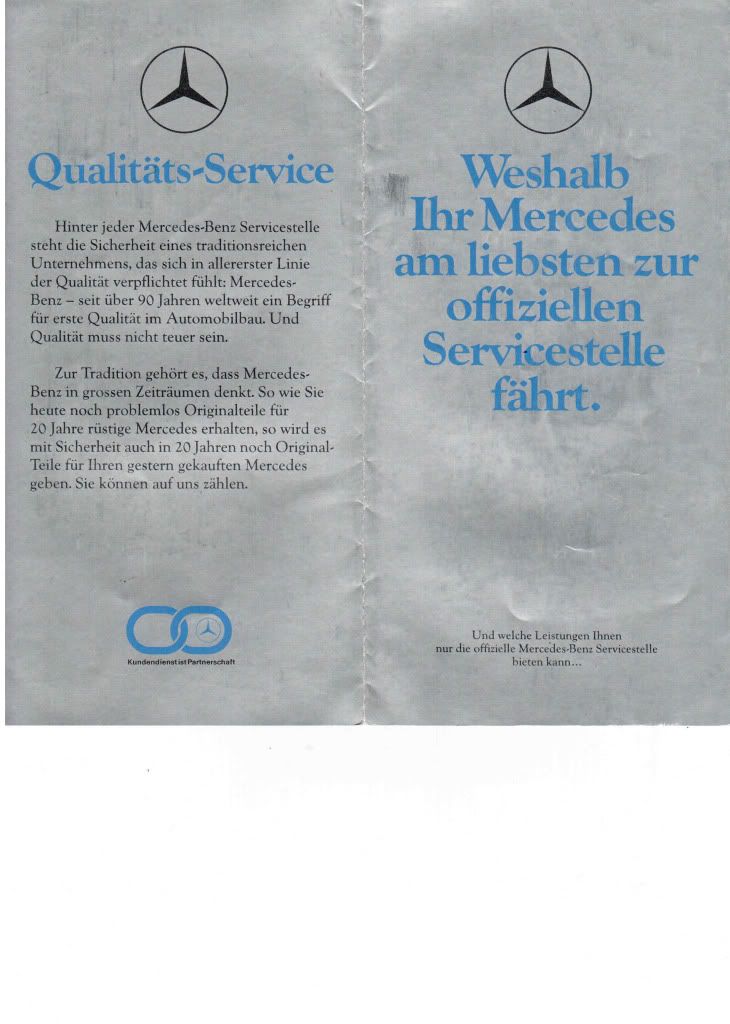 Qualitäts-Service
Hinter jeder Mercedes-Benz Servicestelle
steht die Sicherheit eines traditionsreichen
Unternehmens, das sich in allererster Linie
der Qualität verpflichtet fühlt: Mercedes-
Benz – seit über 90 Jahren weltweit ein Begriff
für erste Qualität im Automobilbau. Und
Qualität muss nicht teuer sein.
Zur Tradition gehört es, dass Mercedes-
Benz in grossen Zeiträumen denkt. So wie Sie
heute noch problemlos Originalteile für
20 Jahre rüstige Mercedes erhalten, so wird es
mit Sicherheit auch in 20 Jahren noch Original-
Teile für Ihren gestern gekauften Mercedes
geben. Sie können auf uns zählen.
Kundendienst ist Partnerschaft
Weshalb
Ihr Mercedes
am liebsten zur
offiziellen
Servicestelle
fährt.
Und welche Leistungen Ihnen
nur die offizielle Mercedes-Benz Servicestelle
bieten kann...